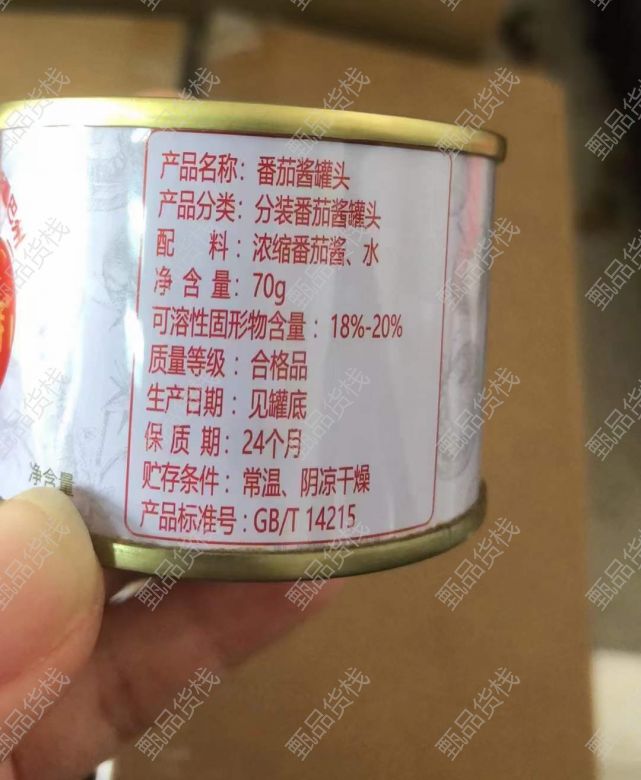 产品名称：番茄酱罐头
产品分类：分装番茄酱罐头
配 料：浓缩番茄酱、水
净 含 量：70g
可溶性固形物含量：18%-20%
质量等级：合格品
生产日期：见罐底
保 质 期：24个月
贮存条件：常温、阴凉干燥
产品标准号：GB/T 14215
净含量
甄品货栈